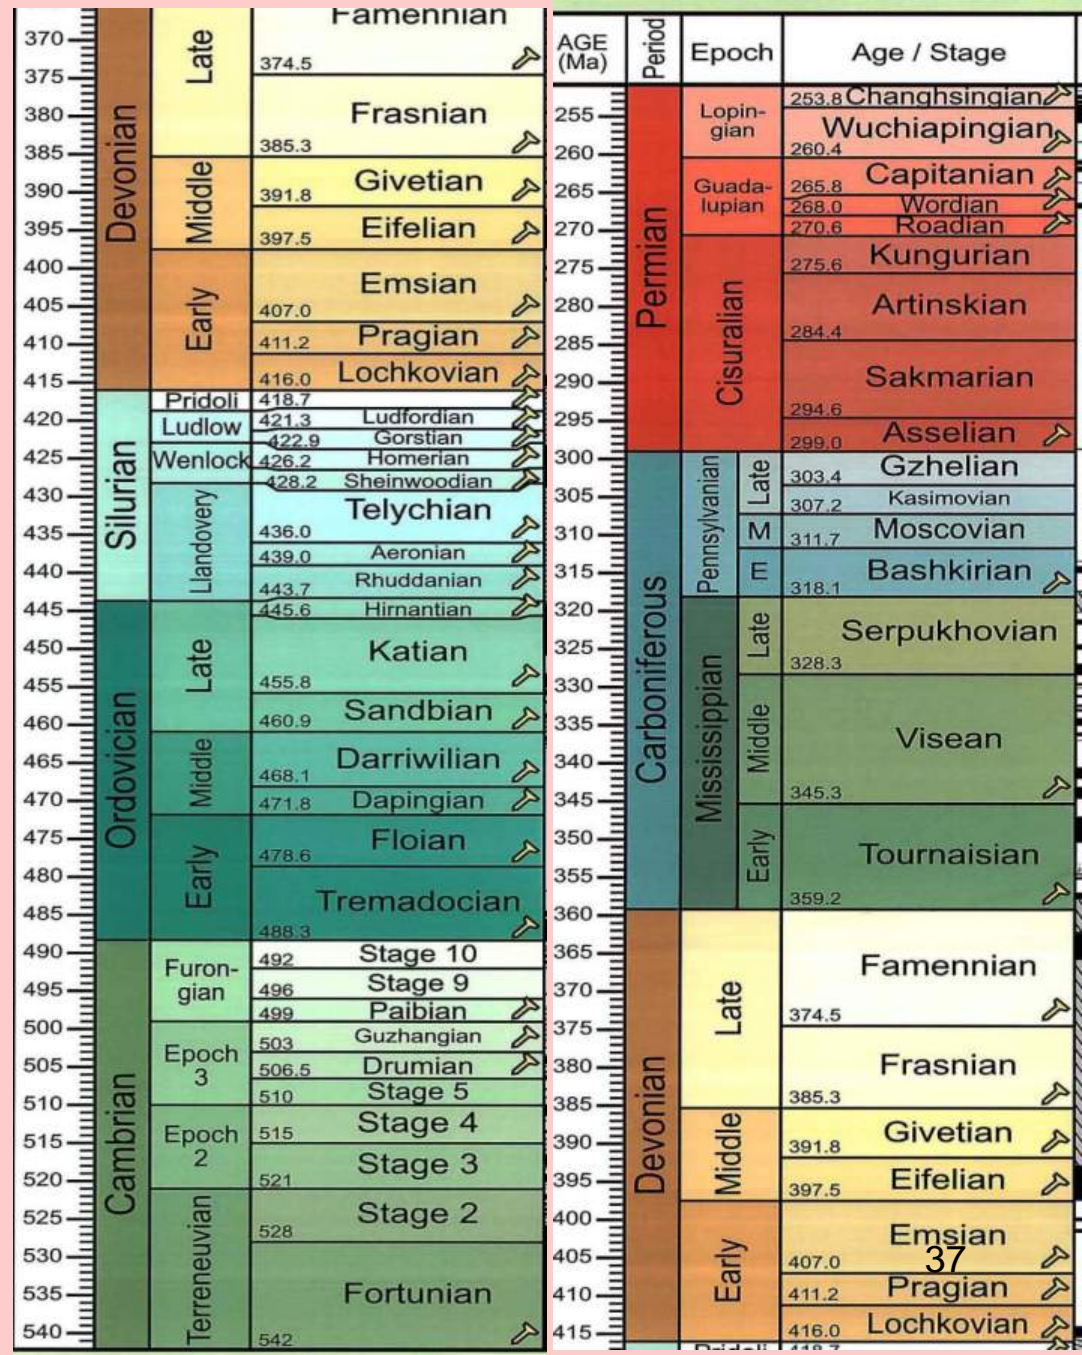 Famennian
370
375
380
385
390
395
400
405
410
415
420
425
430
435
440
445
450
455
460
465
470
475
480
485
490
495
500
505
510
515
520
525
530
535
540
Devonian
Late
374.5
Frasnian
385.3
Middle
Givetian
391.8
Eifelian
397.5
Early
Emsian
407.0
Pragian
411.2
Lochkovian
416.0
Silurian
Pridoli
418.7
Ludlow
Ludfordian
421.3
Gorstian
422.9
Wenlock
Homerian
426.2
Sheinwoodian
428.2
Llandovery
Telychian
436.0
Aeronian
439.0
Rhuddanian
443.7
Ordovician
Late
Hirnantian
445.6
Katian
455.8
Sandbian
460.9
Middle
Darriwilian
468.1
Dapingian
471.8
Early
Floian
478.6
Tremadocian
488.3
Cambrian
Furon-
gian
Stage 10
492
Stage 9
496
Paibian
499
Epoch
3
Guzhangian
503
Drumian
506.5
Stage 5
510
Epoch
2
Stage 4
515
Stage 3
521
Terreneuvian
Stage 2
528
Fortunian
542
AGE
(Ma)
Period
Epoch
Age / Stage
255
260
265
270
275
280
285
290
295
300
305
310
315
320
325
330
335
340
345
350
355
360
365
370
375
380
385
390
395
400
405
410
415
Permian
Lopin-
gian
253.8 Changhsingian
Wuchiapingian
260.4
Guada-
lupian
Capitanian
265.8
Wordian
268.0
Roadian
270.6
Cisuralian
Kungurian
275.6
Artinskian
284.4
Sakmarian
294.6
Asselian
299.0
Carboniferous
Pennsylvanian
Late
Gzhelian
303.4
Kasimovian
307.2
M
Moscovian
311.7
E
Bashkirian
318.1
Mississippian
Late
Serpukhovian
328.3
Middle
Visean
345.3
Early
Tournaisian
359.2
Devonian
Late
Famennian
374.5
Frasnian
385.3
Middle
Givetian
391.8
Eifelian
397.5
Early
Emsian
37
407.0
Pragian
411.2
Lochkovian
416.0
Pridoli
418.7